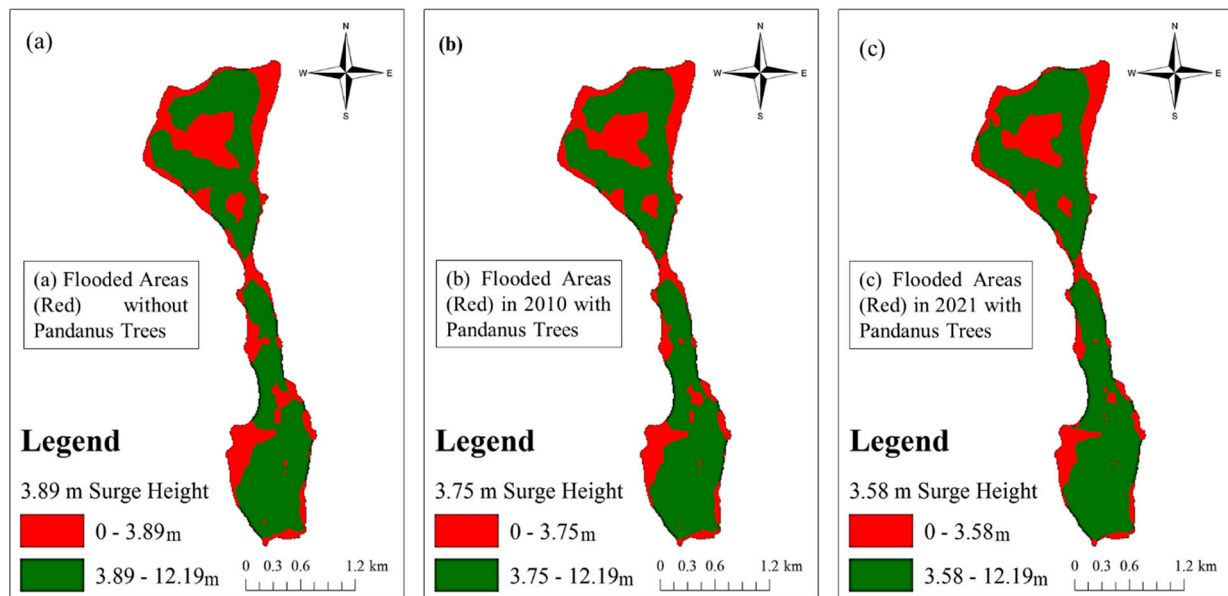 (a)
N
W
E
S
(a) Flooded Areas
(Red) without
Pandanus Trees
Legend
3.89 m Surge Height
0 - 3.89m
3.89 - 12.19m
0 0.3 0.6 1.2 km
(b)
N
W
E
S
(b) Flooded Areas
(Red) in 2010 with
Pandanus Trees
Legend
3.75 m Surge Height
0 - 3.75m
3.75 - 12.19m
0 0.3 0.6 1.2 km
(c)
N
W
E
S
(c) Flooded Areas
(Red) in 2021 with
Pandanus Trees
Legend
3.58 m Surge Height
0 - 3.58m
3.58 - 12.19m
0 0.3 0.6 1.2 km